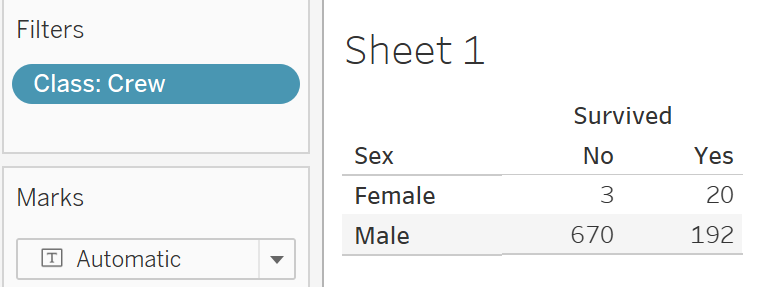 Filters
Class: Crew
Marks
T Automatic
Sheet 1
Survived
Sex No Yes
Female 3 20
Male 670 192